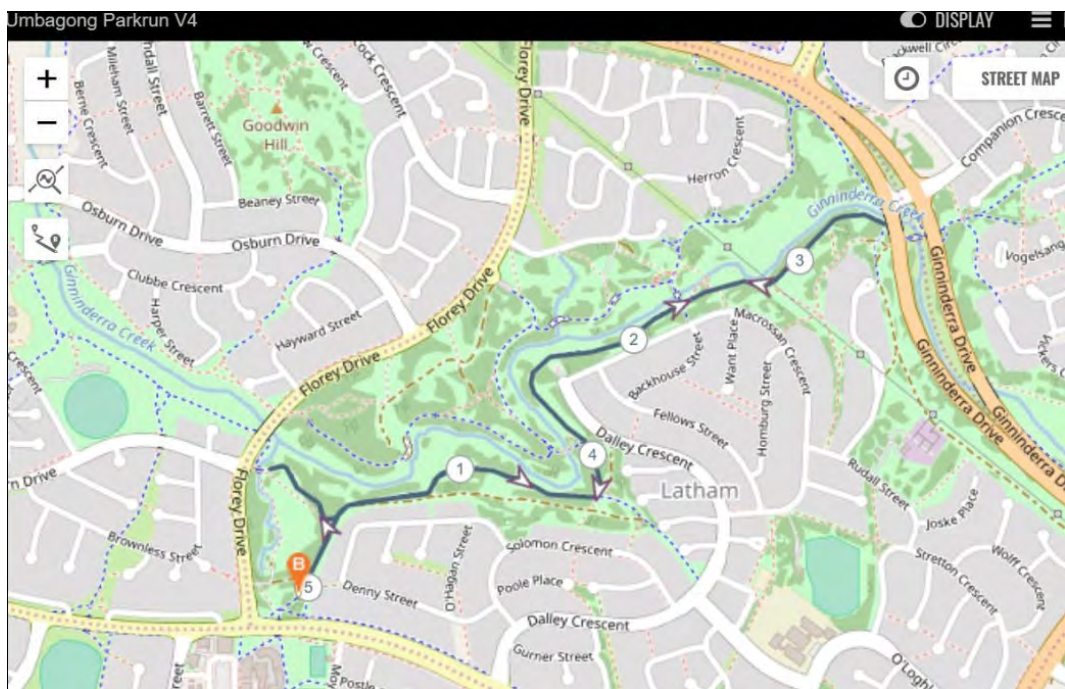 Umbagong Parkrun V4
DISPLAY
STREET MAP
+
−
Mileham Street
Berne Crescent
Barrett Street
Beaney Street
Goodwin
Hill
Florey Drive
Herron Crescent
Companion Cresce
Osburn Drive
Osburn Drive
Clubbe Crescent
Harper Street
Hayward Street
Florey Drive
Florey Drive
Ginninderra Creek
Ginninderra Creek
Ginninderra Drive
Ginninderra Drive
Ginninderra Drive
Vogelsang
3
2
Macrossan Crescent
Want Place
Backhouse Street
Homburg Street
Fellows Street
Dalley Crescent
4
1
Latham
Rudall Street
Joske Place
Stretton Crescent
Wolff Crescent
n Drive
Florey Drive
Brownless Street
B
5
Denny Street
O'Hagan Street
Solomon Crescent
Poole Place
Dalley Crescent
Gurner Street
O'Logh